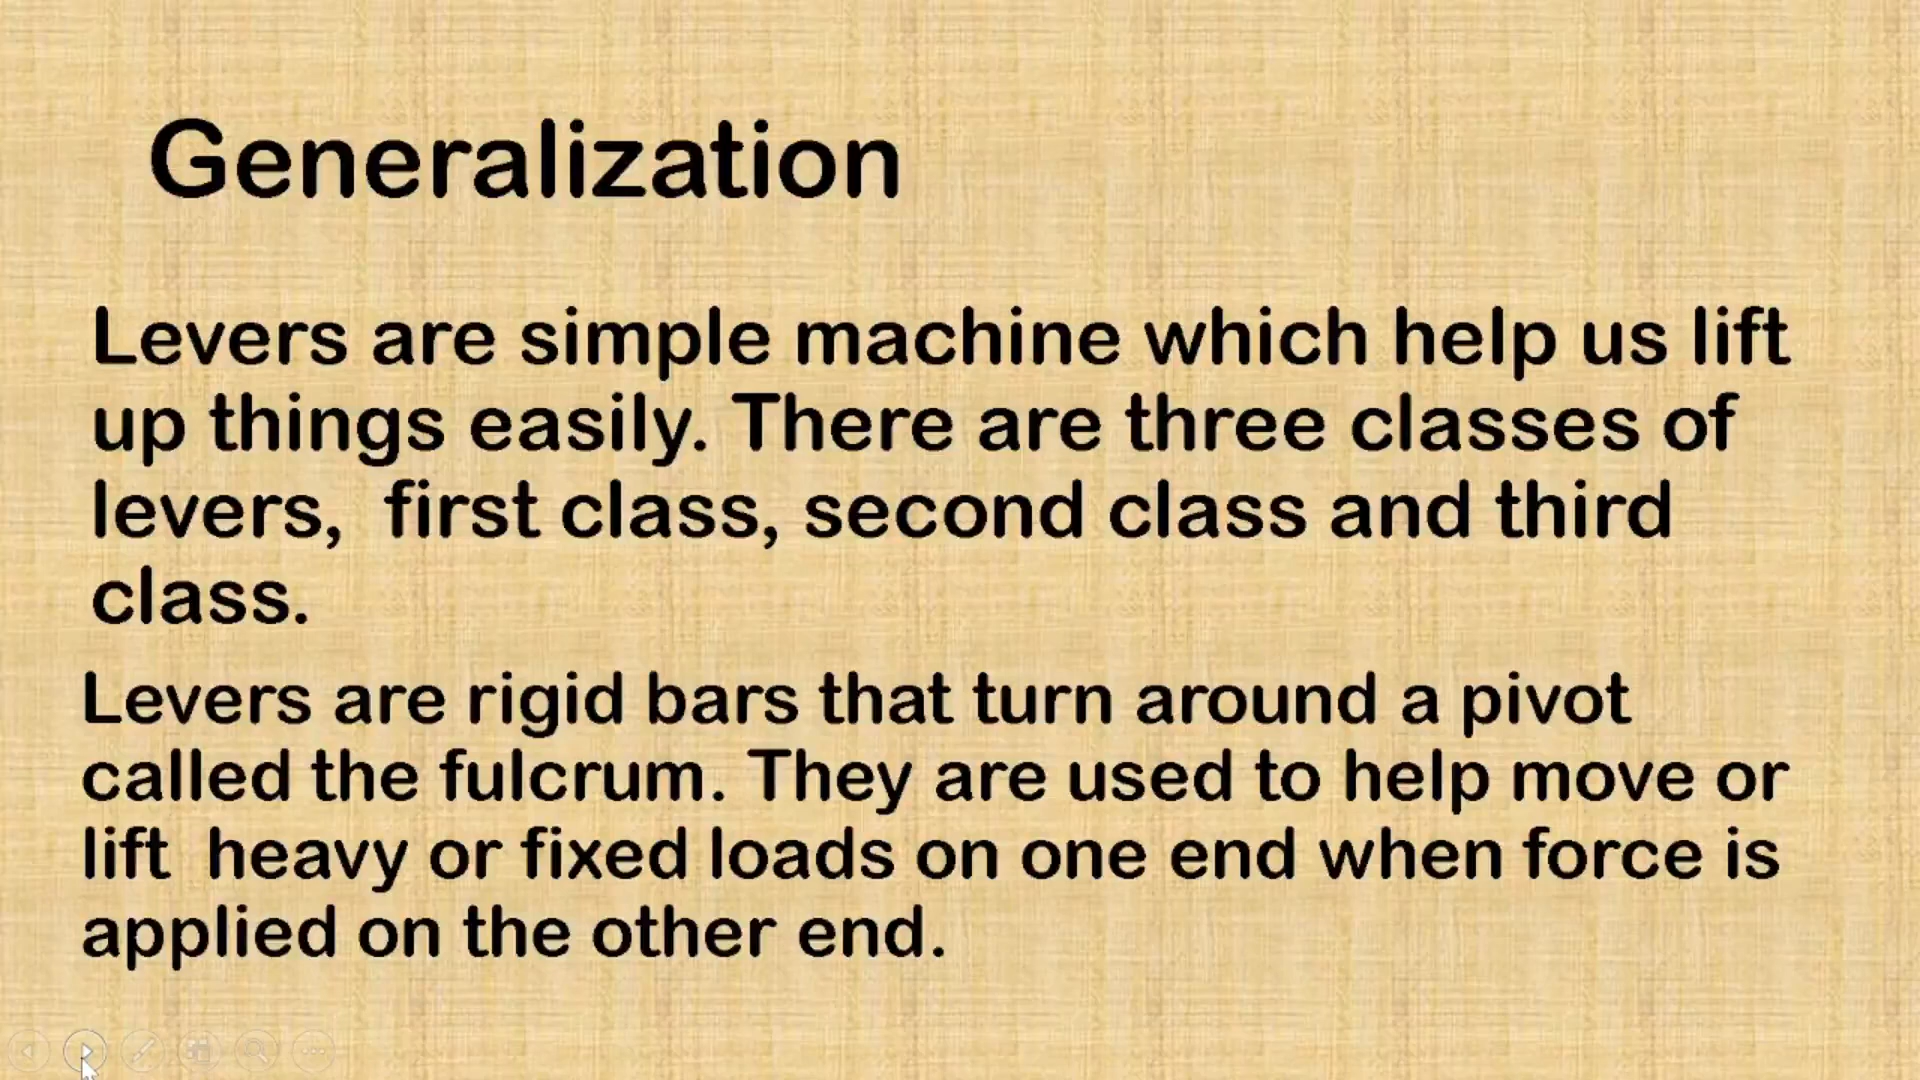 Generalization
Levers are simple machine which help us lift
up things easily. There are three classes of
levers,  first class, second class and third
class.
Levers are rigid bars that turn around a pivot
called the fulcrum. They are used to help move or
lift  heavy or fixed loads on one end when force is
applied on the other end.